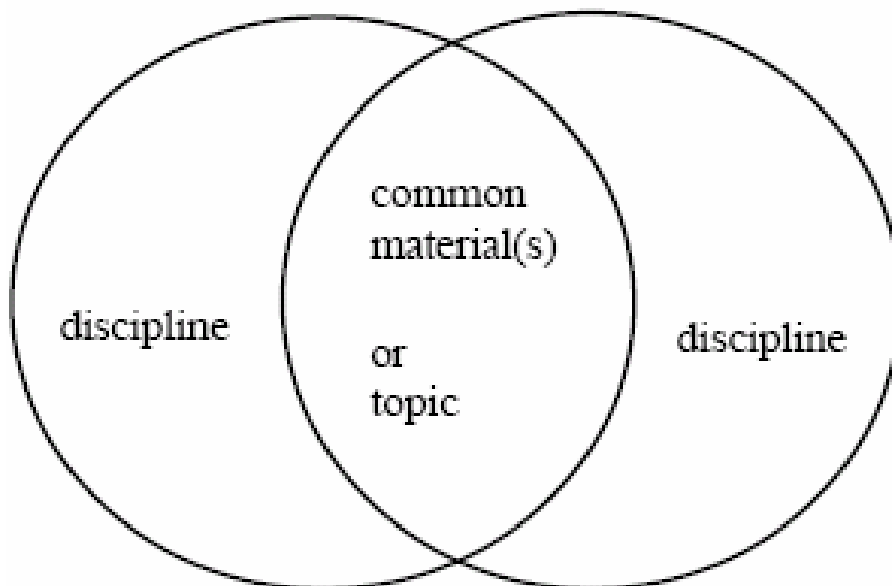 discipline
common
material(s)
or
topic
discipline